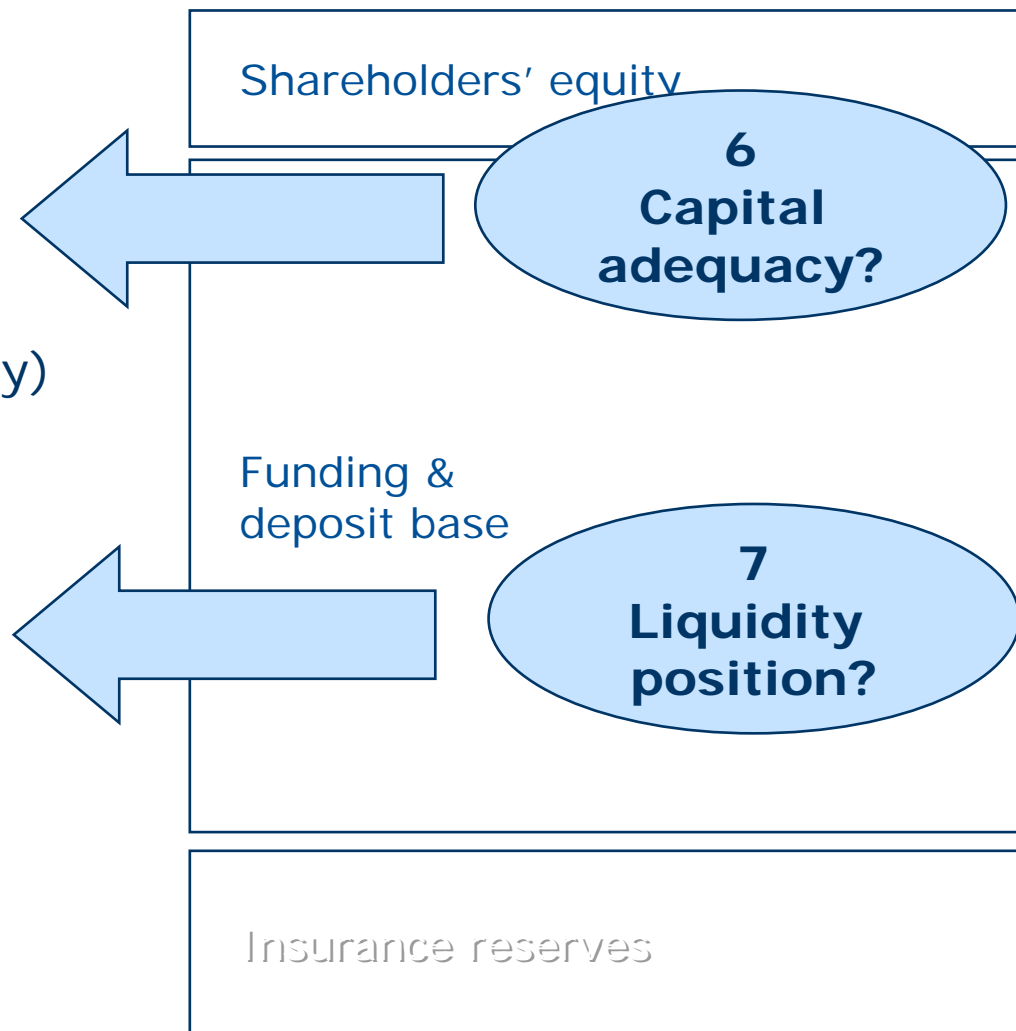 Shareholders’ equity
6
Capital
adequacy?
y)
Funding &
deposit base
7
Liquidity
position?
Insurance reserves